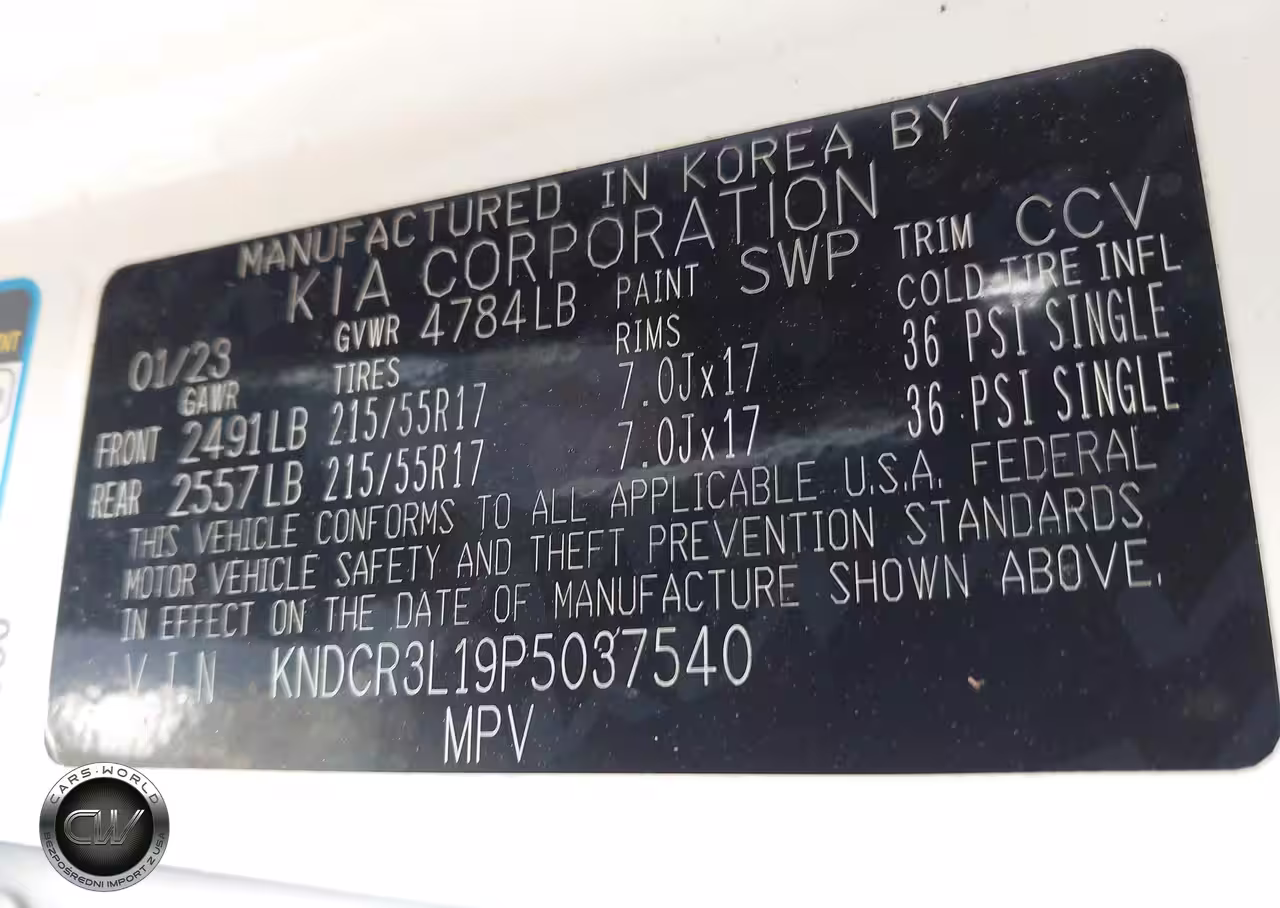 MANUFACTURED IN KOREA BY
KIA CORPORATION
01/23 GVWR 4784LB PAINT SWP TRIM CCV
GAWR TIRES RIMS COLD TIRE INFL
FRONT 2491LB 215/55R17 7.0Jx17 36 PSI SINGLE
REAR 2557LB 215/55R17 7.0Jx17 36 PSI SINGLE
THIS VEHICLE CONFORMS TO ALL APPLICABLE U.S.A. FEDERAL
MOTOR VEHICLE SAFETY AND THEFT PREVENTION STANDARDS
IN EFFECT ON THE DATE OF MANUFACTURE SHOWN ABOVE.
VIN KNDCR3L19P5037540
MPV
CARS·WORLD
CW
BEZPOŚREDNI IMPORT Z USA